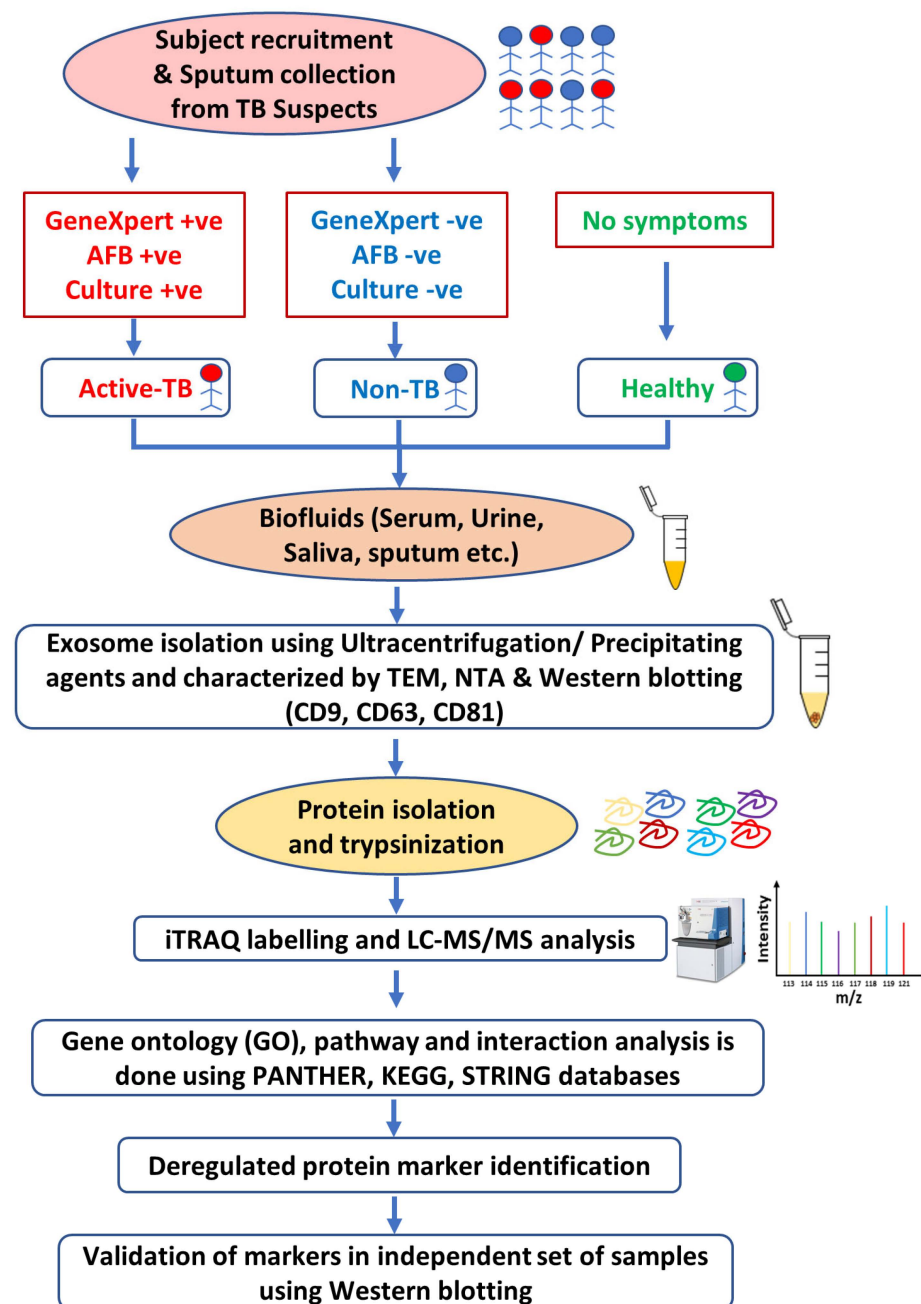 Subject recruitment
& Sputum collection
from TB Suspects
GeneXpert +ve
AFB +ve
Culture +ve
GeneXpert -ve
AFB -ve
Culture -ve
No symptoms
Active-TB
Non-TB
Healthy
Biofluids (Serum, Urine,
Saliva, sputum etc.)
Exosome isolation using Ultracentrifugation/ Precipitating
agents and characterized by TEM, NTA & Western blotting
(CD9, CD63, CD81)
Protein isolation
and trypsinization
iTRAQ labelling and LC-MS/MS analysis
Intensity
113 114 115 116 117 118 119 121
m/z
Gene ontology (GO), pathway and interaction analysis is
done using PANTHER, KEGG, STRING databases
Deregulated protein marker identification
Validation of markers in independent set of samples
using Western blotting